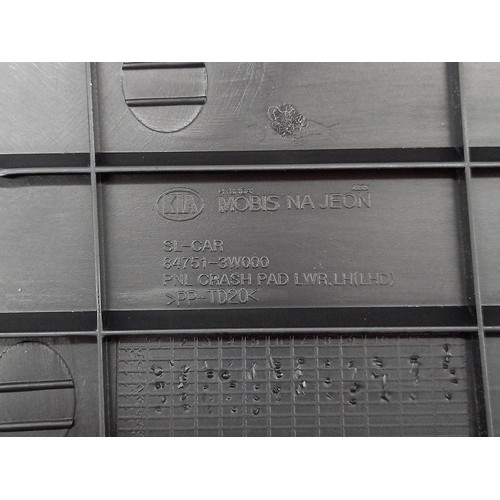 KIA MOBIS NA JEON
SL-CAR
84751-3W000
PNL CRASH PAD LWR,LH(LHD)
>PP-TD20<